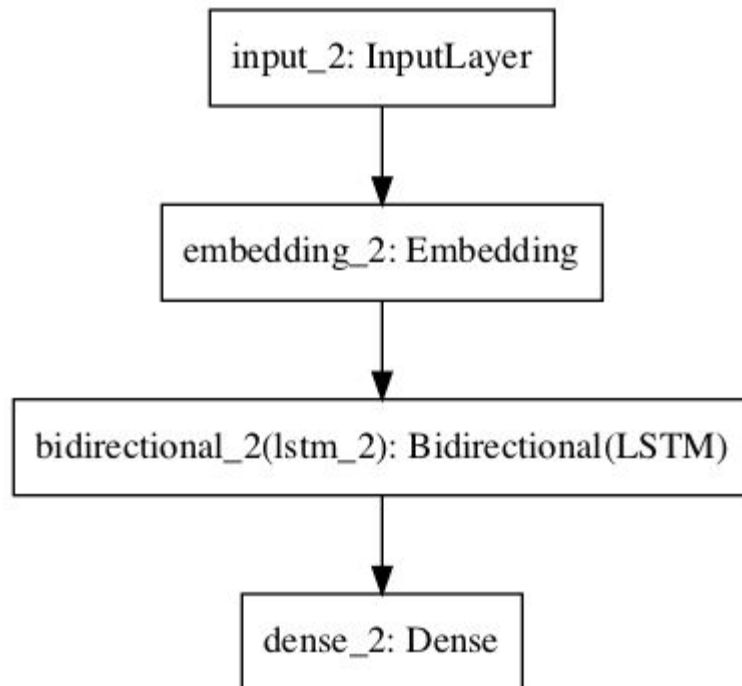 input_2: InputLayer
embedding_2: Embedding
bidirectional_2(lstm_2): Bidirectional(LSTM)
dense_2: Dense